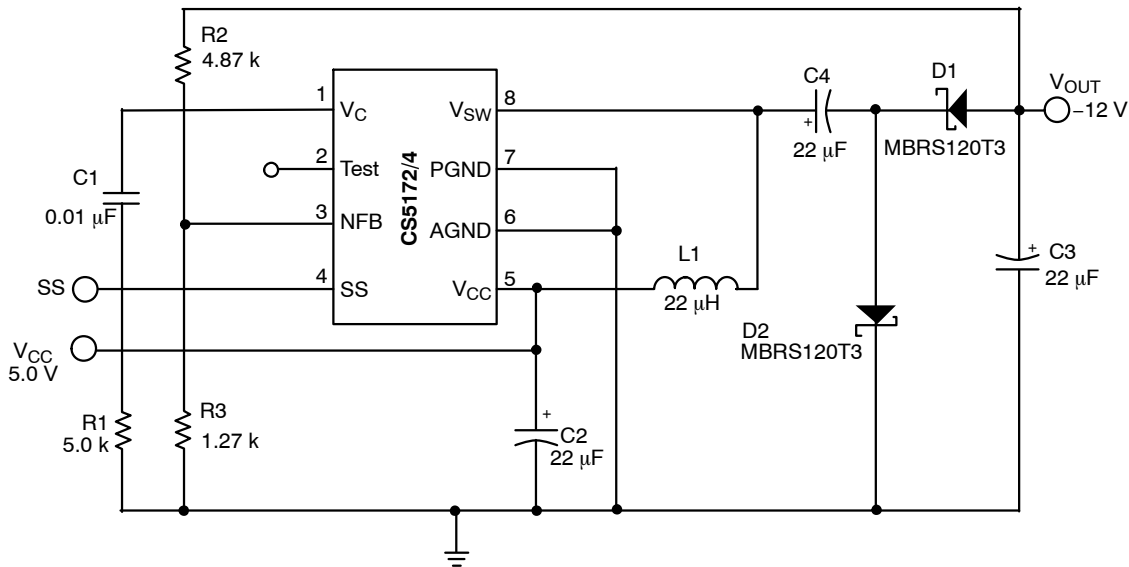 R2
4.87 k
C4
D1
V_OUT
−12 V
1
V_C
V_SW
8
+
22 μF
MBRS120T3
2
Test
PGND
7
C1
0.01 μF
CS5172/4
3
NFB
AGND
6
L1
22 μH
+
C3
22 μF
SS
4
SS
V_CC
5
D2
MBRS120T3
V_CC
5.0 V
R1
5.0 k
R3
1.27 k
+
C2
22 μF